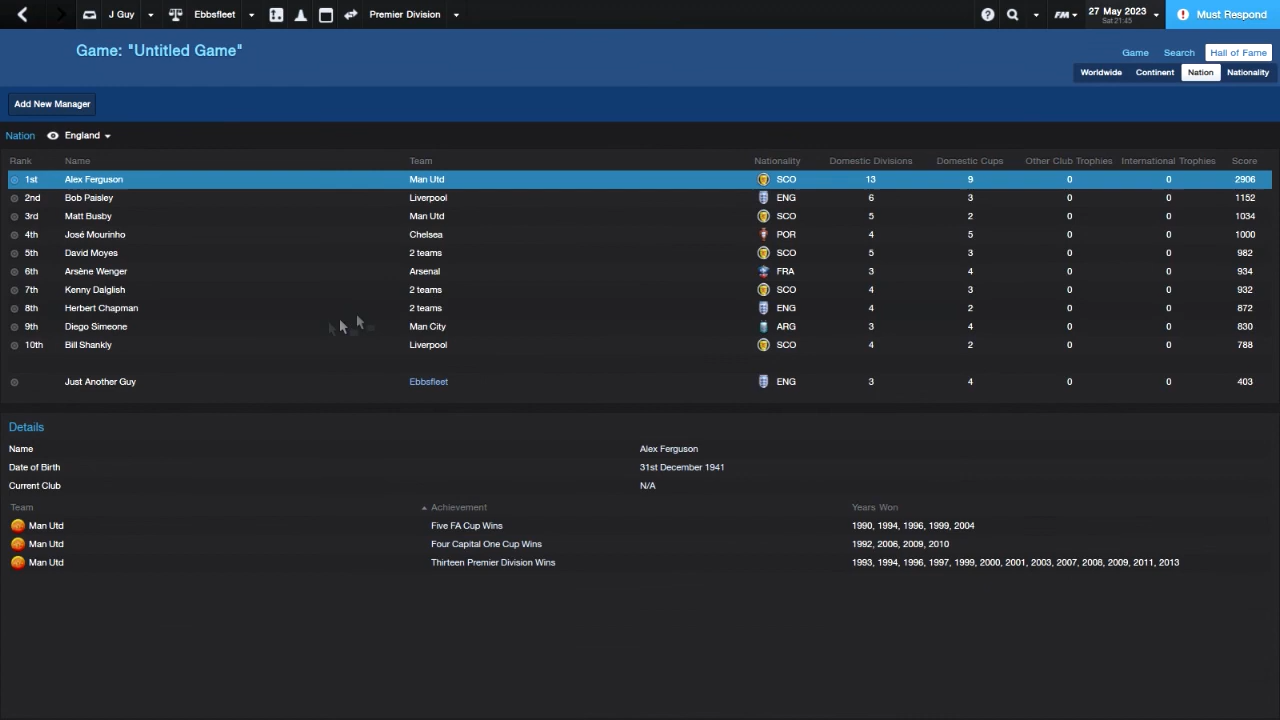 J Guy Ebbsfleet Premier Division FM 27 May 2023 Sat 21:45 Must Respond
Game: "Untitled Game"
Game Search Hall of Fame
Worldwide Continent Nation Nationality
Add New Manager
Nation England
Rank Name Team Nationality Domestic Divisions Domestic Cups Other Club Trophies International Trophies Score
1st Alex Ferguson Man Utd SCO 13 9 0 0 2906
2nd Bob Paisley Liverpool ENG 6 3 0 0 1152
3rd Matt Busby Man Utd SCO 5 2 0 0 1034
4th José Mourinho Chelsea POR 4 5 0 0 1000
5th David Moyes 2 teams SCO 5 3 0 0 982
6th Arsène Wenger Arsenal FRA 3 4 0 0 934
7th Kenny Dalglish 2 teams SCO 4 3 0 0 932
8th Herbert Chapman 2 teams ENG 4 2 0 0 872
9th Diego Simeone Man City ARG 3 4 0 0 830
10th Bill Shankly Liverpool SCO 4 2 0 0 788
Just Another Guy Ebbsfleet ENG 3 4 0 0 403
Details
Name Alex Ferguson
Date of Birth 31st December 1941
Current Club N/A
Team Achievement Years Won
Man Utd Five FA Cup Wins 1990, 1994, 1996, 1999, 2004
Man Utd Four Capital One Cup Wins 1992, 2006, 2009, 2010
Man Utd Thirteen Premier Division Wins 1993, 1994, 1996, 1997, 1999, 2000, 2001, 2003, 2007, 2008, 2009, 2011, 2013